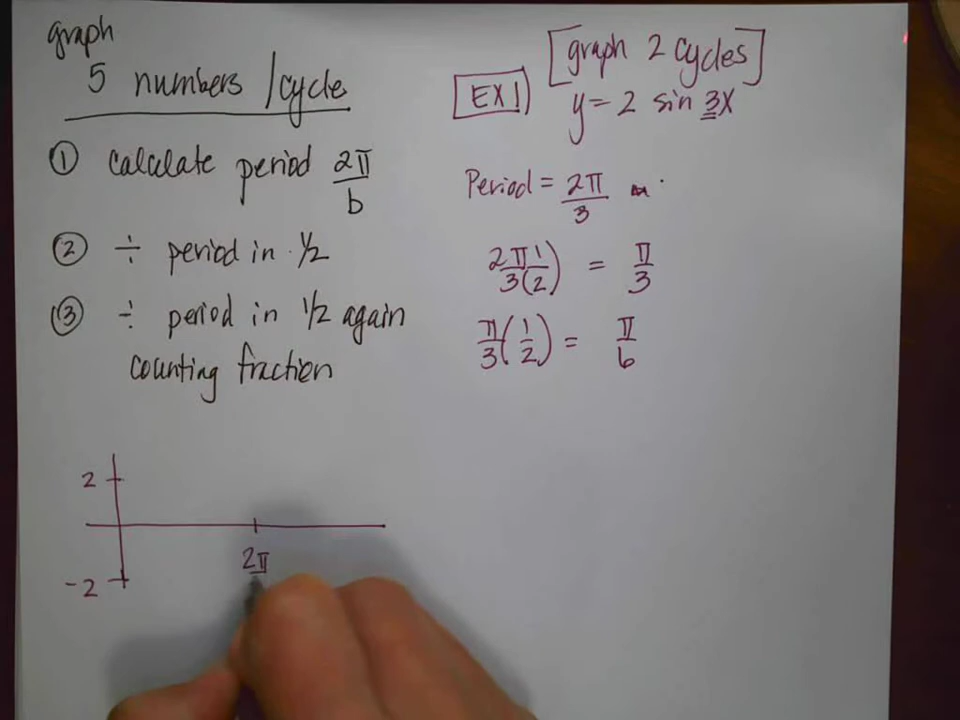 graph
5 numbers /cycle
① calculate period 2π/b
② ÷ period in 1/2
③ ÷ period in 1/2 again
counting fraction
[graph 2 cycles]
EX1 y = 2 sin 3x
Period = 2π/3
2π/3 (1/2) = π/3
π/3 (1/2) = π/6
2
2π
-2